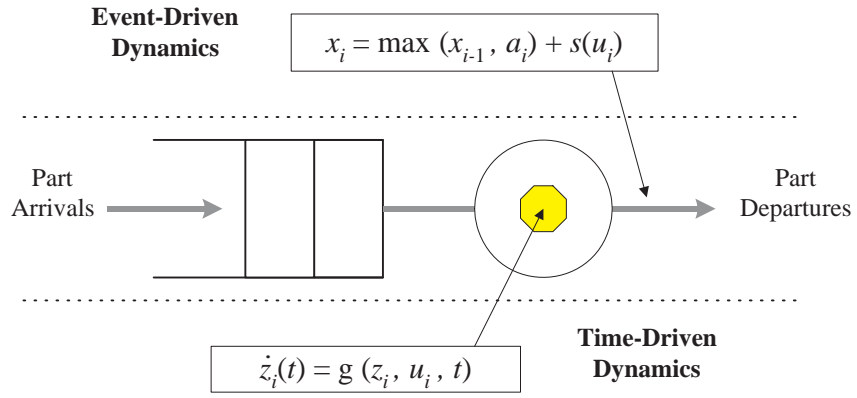 Event-Driven
Dynamics
x_i = max (x_{i-1}, a_i) + s(u_i)
Part
Arrivals
Part
Departures
ż_i(t) = g (z_i, u_i, t)
Time-Driven
Dynamics